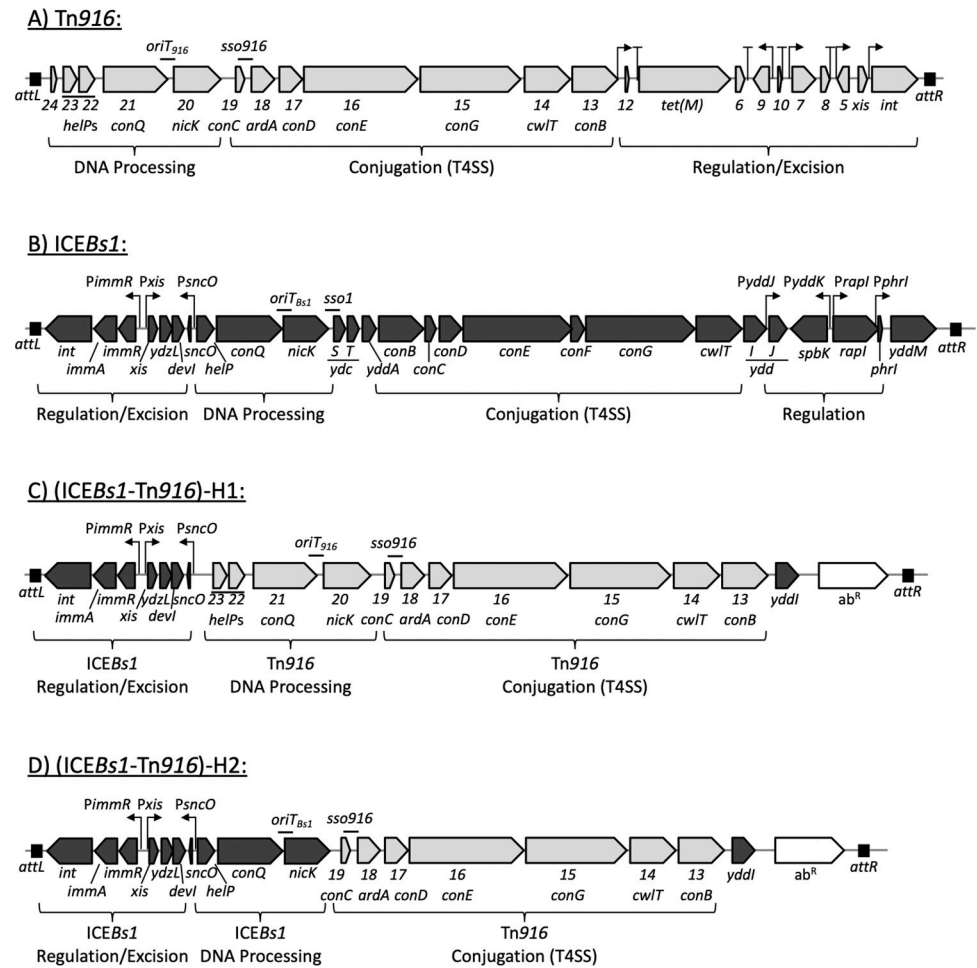 A) Tn916:
oriT916 sso916
attL 24 23 22 21 20 19 18 17 16 15 14 13 12 tet(M) 6 9 10 7 8 5 xis int attR
helPs conQ nickK conC ardA conD conE conG cwlT conB
DNA Processing Conjugation (T4SS) Regulation/Excision
B) ICEBs1:
PimmR Pxis PsncO oriTBs1 sso1 PyddJ PyddK PrapI PphrI
attL int immR ydzL sncO conQ nicK S T conB conD conE conF conG cwlT I J spbK rapI yddM attR
immA xis devI helP ydc yddA conC ydd phrI
Regulation/Excision DNA Processing Conjugation (T4SS) Regulation
C) (ICEBs1-Tn916)-H1:
PimmR Pxis PsncO oriT916 sso916
attL int immR ydzL sncO 23 22 21 20 19 18 17 16 15 14 13 yddI abR attR
immA xis devI helPs conQ nicK conC ardA conD conE conG cwlT conB
ICEBs1 Tn916 Tn916
Regulation/Excision DNA Processing Conjugation (T4SS)
D) (ICEBs1-Tn916)-H2:
PimmR Pxis PsncO oriTBs1 sso916
attL int immR ydzL sncO conQ nicK 19 18 17 16 15 14 13 yddI abR attR
immA xis devI helP conC ardA conD conE conG cwlT conB
ICEBs1 ICEBs1 Tn916
Regulation/Excision DNA Processing Conjugation (T4SS)